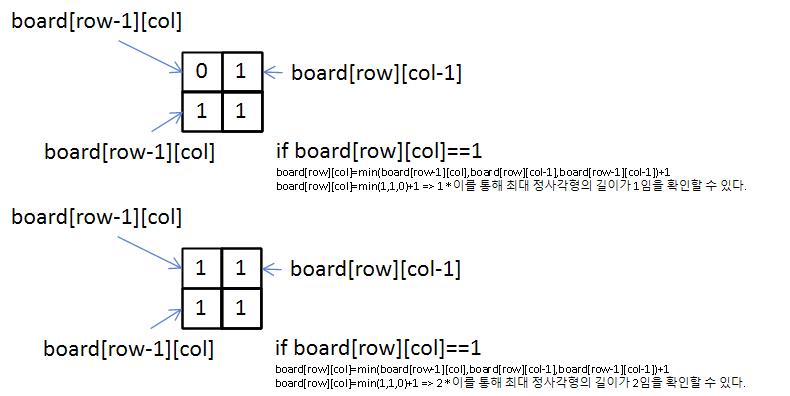 board[row-1][col]
0 1
board[row][col-1]
1 1
board[row-1][col]
if board[row][col]==1
board[row][col]=min(board[row-1][col],board[row][col-1],board[row-1][col-1])+1
board[row][col]=min(1,1,0)+1 => 1 * 이를 통해 최대 정사각형의 길이가 1임을 확인할 수 있다.
board[row-1][col]
1 1
board[row][col-1]
1 1
board[row-1][col]
if board[row][col]==1
board[row][col]=min(board[row-1][col],board[row][col-1],board[row-1][col-1])+1
board[row][col]=min(1,1,0)+1 => 2 * 이를 통해 최대 정사각형의 길이가 2임을 확인할 수 있다.